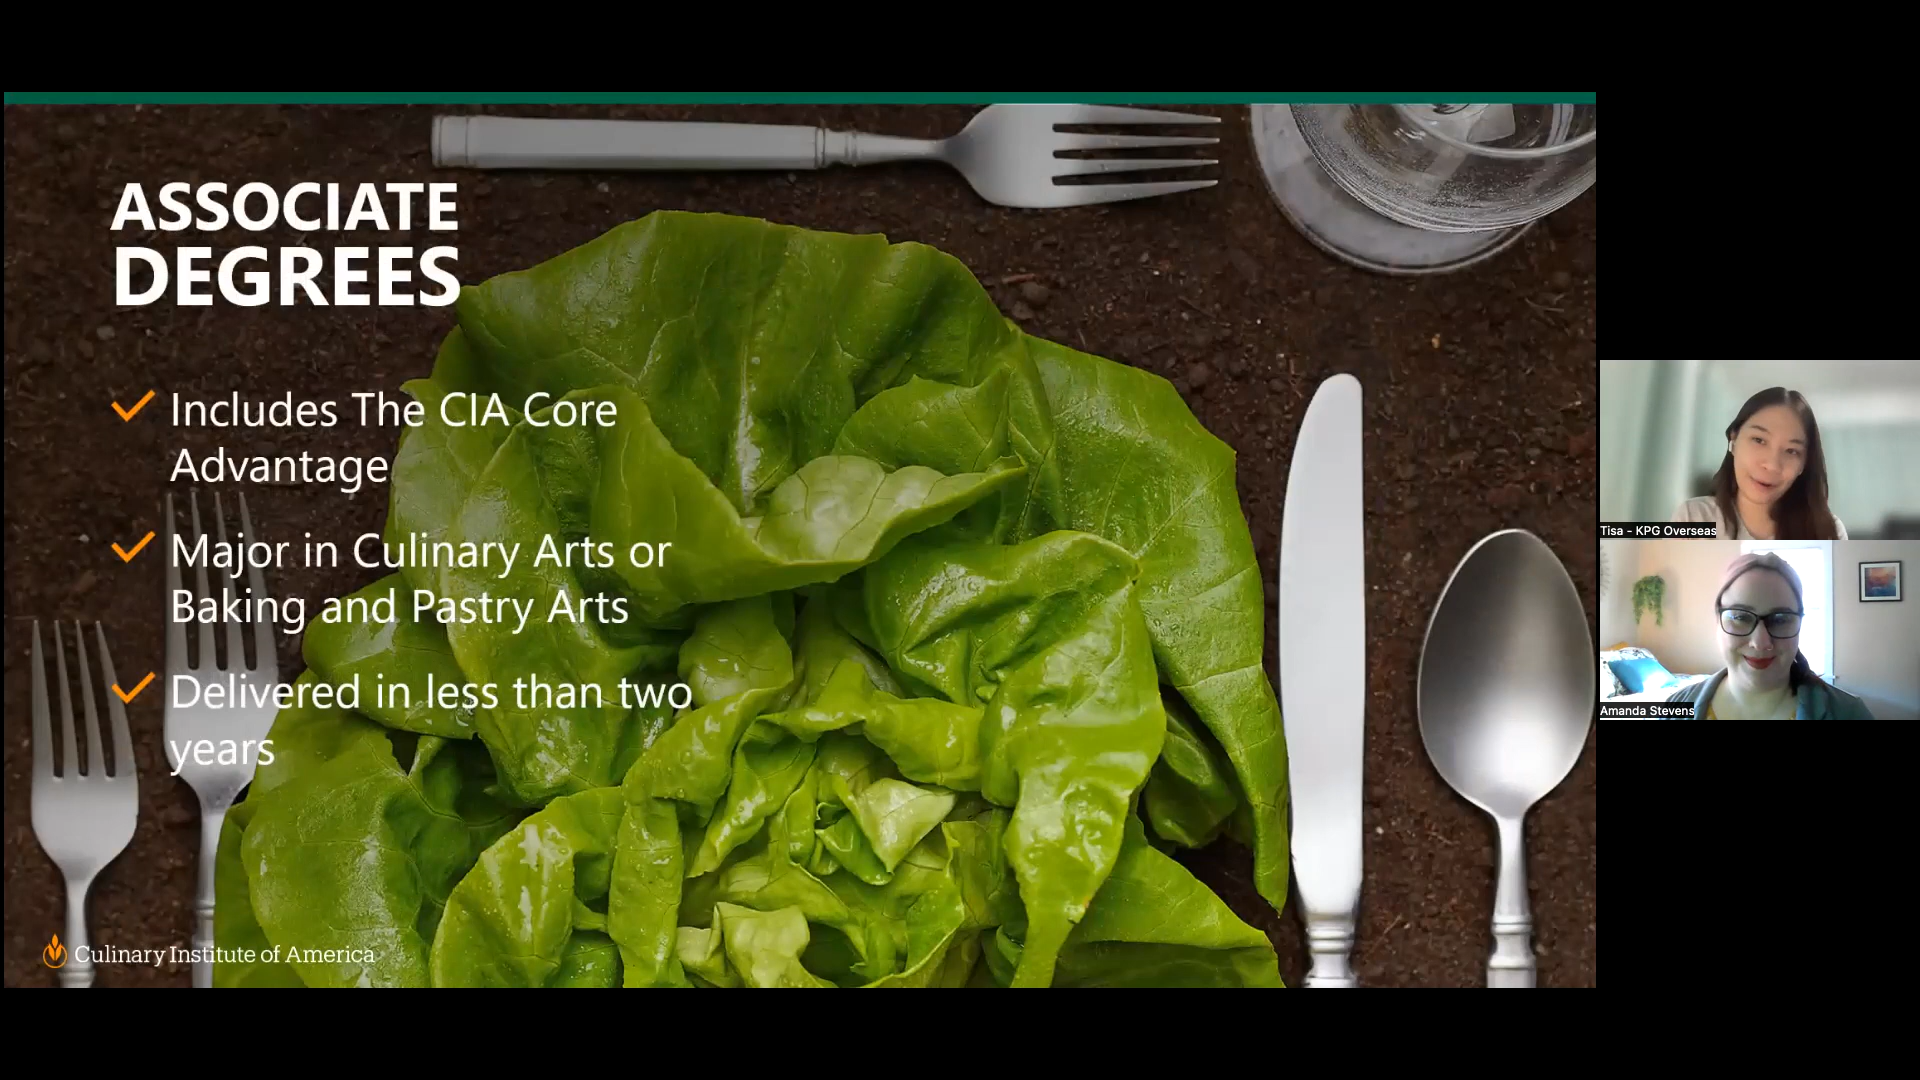 ASSOCIATE
DEGREES
Includes The CIA Core
Advantage
Major in Culinary Arts or
Baking and Pastry Arts
Delivered in less than two
years
Culinary Institute of America
Tisa - KPG Overseas
Amanda Stevens